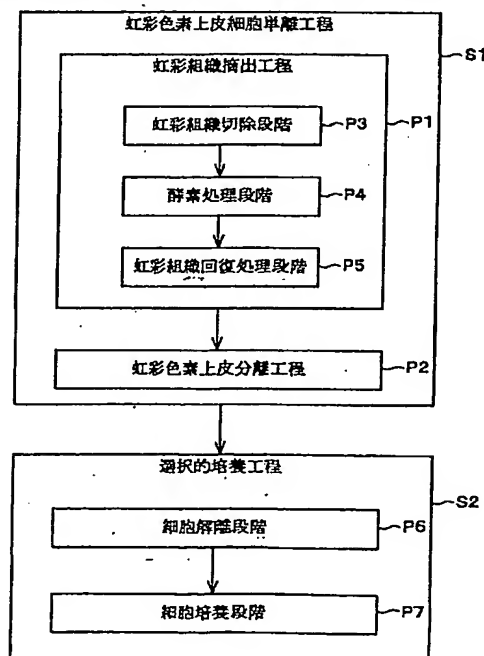 虹彩色素上皮細胞単離工程
S1
虹彩組織摘出工程
P1
虹彩組織切除段階
P3
酵素処理段階
P4
虹彩組織回復処理段階
P5
虹彩色素上皮分離工程
P2
選択的培養工程
S2
細胞解離段階
P6
細胞培養段階
P7